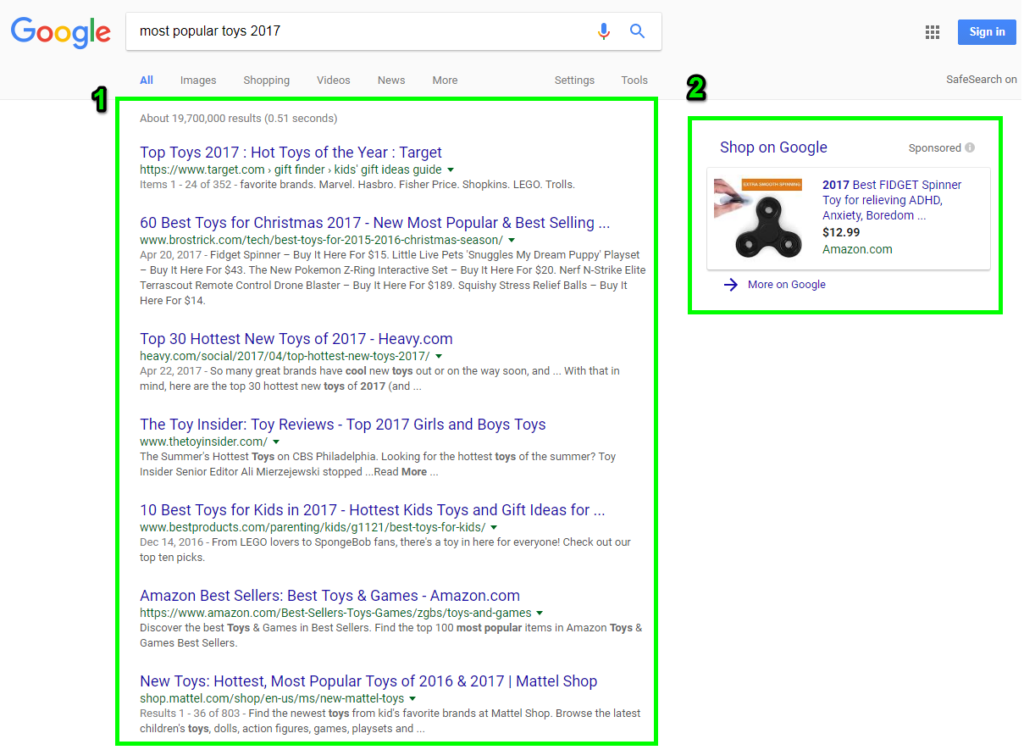 Google
most popular toys 2017
Sign in
All Images Shopping Videos News More Settings Tools
SafeSearch on
1
About 19,700,000 results (0.51 seconds)
Top Toys 2017 : Hot Toys of the Year : Target
https://www.target.com › gift finder › kids' gift ideas guide
Items 1 - 24 of 352 - favorite brands. Marvel. Hasbro. Fisher Price. Shopkins. LEGO. Trolls.
60 Best Toys for Christmas 2017 - New Most Popular & Best Selling ...
www.brostrick.com/tech/best-toys-for-2015-2016-christmas-season/
Apr 20, 2017 - Fidget Spinner – Buy It Here For $15. Little Live Pets 'Snuggles My Dream Puppy' Playset
– Buy It Here For $43. The New Pokemon Z-Ring Interactive Set – Buy It Here For $20. Nerf N-Strike Elite
Terrascout Remote Control Drone Blaster – Buy It Here For $189. Squishy Stress Relief Balls – Buy It
Here For $14.
Top 30 Hottest New Toys of 2017 - Heavy.com
heavy.com/social/2017/04/top-hottest-new-toys-2017/
Apr 22, 2017 - So many great brands have cool new toys out or on the way soon, and ... With that in
mind, here are the top 30 hottest new toys of 2017 (and ...
The Toy Insider: Toy Reviews - Top 2017 Girls and Boys Toys
www.thetoyinsider.com/
The Summer's Hottest Toys on CBS Philadelphia. Looking for the hottest toys of the summer? Toy
Insider Senior Editor Ali Mierzejewski stopped ...Read More ...
10 Best Toys for Kids in 2017 - Hottest Kids Toys and Gift Ideas for ...
www.bestproducts.com/parenting/kids/g1121/best-toys-for-kids/
Dec 14, 2016 - From LEGO lovers to SpongeBob fans, there's a toy in here for everyone! Check out our
top ten picks.
Amazon Best Sellers: Best Toys & Games - Amazon.com
https://www.amazon.com/Best-Sellers-Toys-Games/zgbs/toys-and-games
Discover the best Toys & Games in Best Sellers. Find the top 100 most popular items in Amazon Toys &
Games Best Sellers.
New Toys: Hottest, Most Popular Toys of 2016 & 2017 | Mattel Shop
shop.mattel.com/shop/en-us/ms/new-mattel-toys
Results 1 - 36 of 803 - Find the newest toys from kid's favorite brands at Mattel Shop. Browse the latest
children's toys, dolls, action figures, games, playsets and ...
2
Shop on Google Sponsored
EXTRA SMOOTH SPINNING
2017 Best FIDGET Spinner
Toy for relieving ADHD,
Anxiety, Boredom ...
$12.99
Amazon.com
More on Google